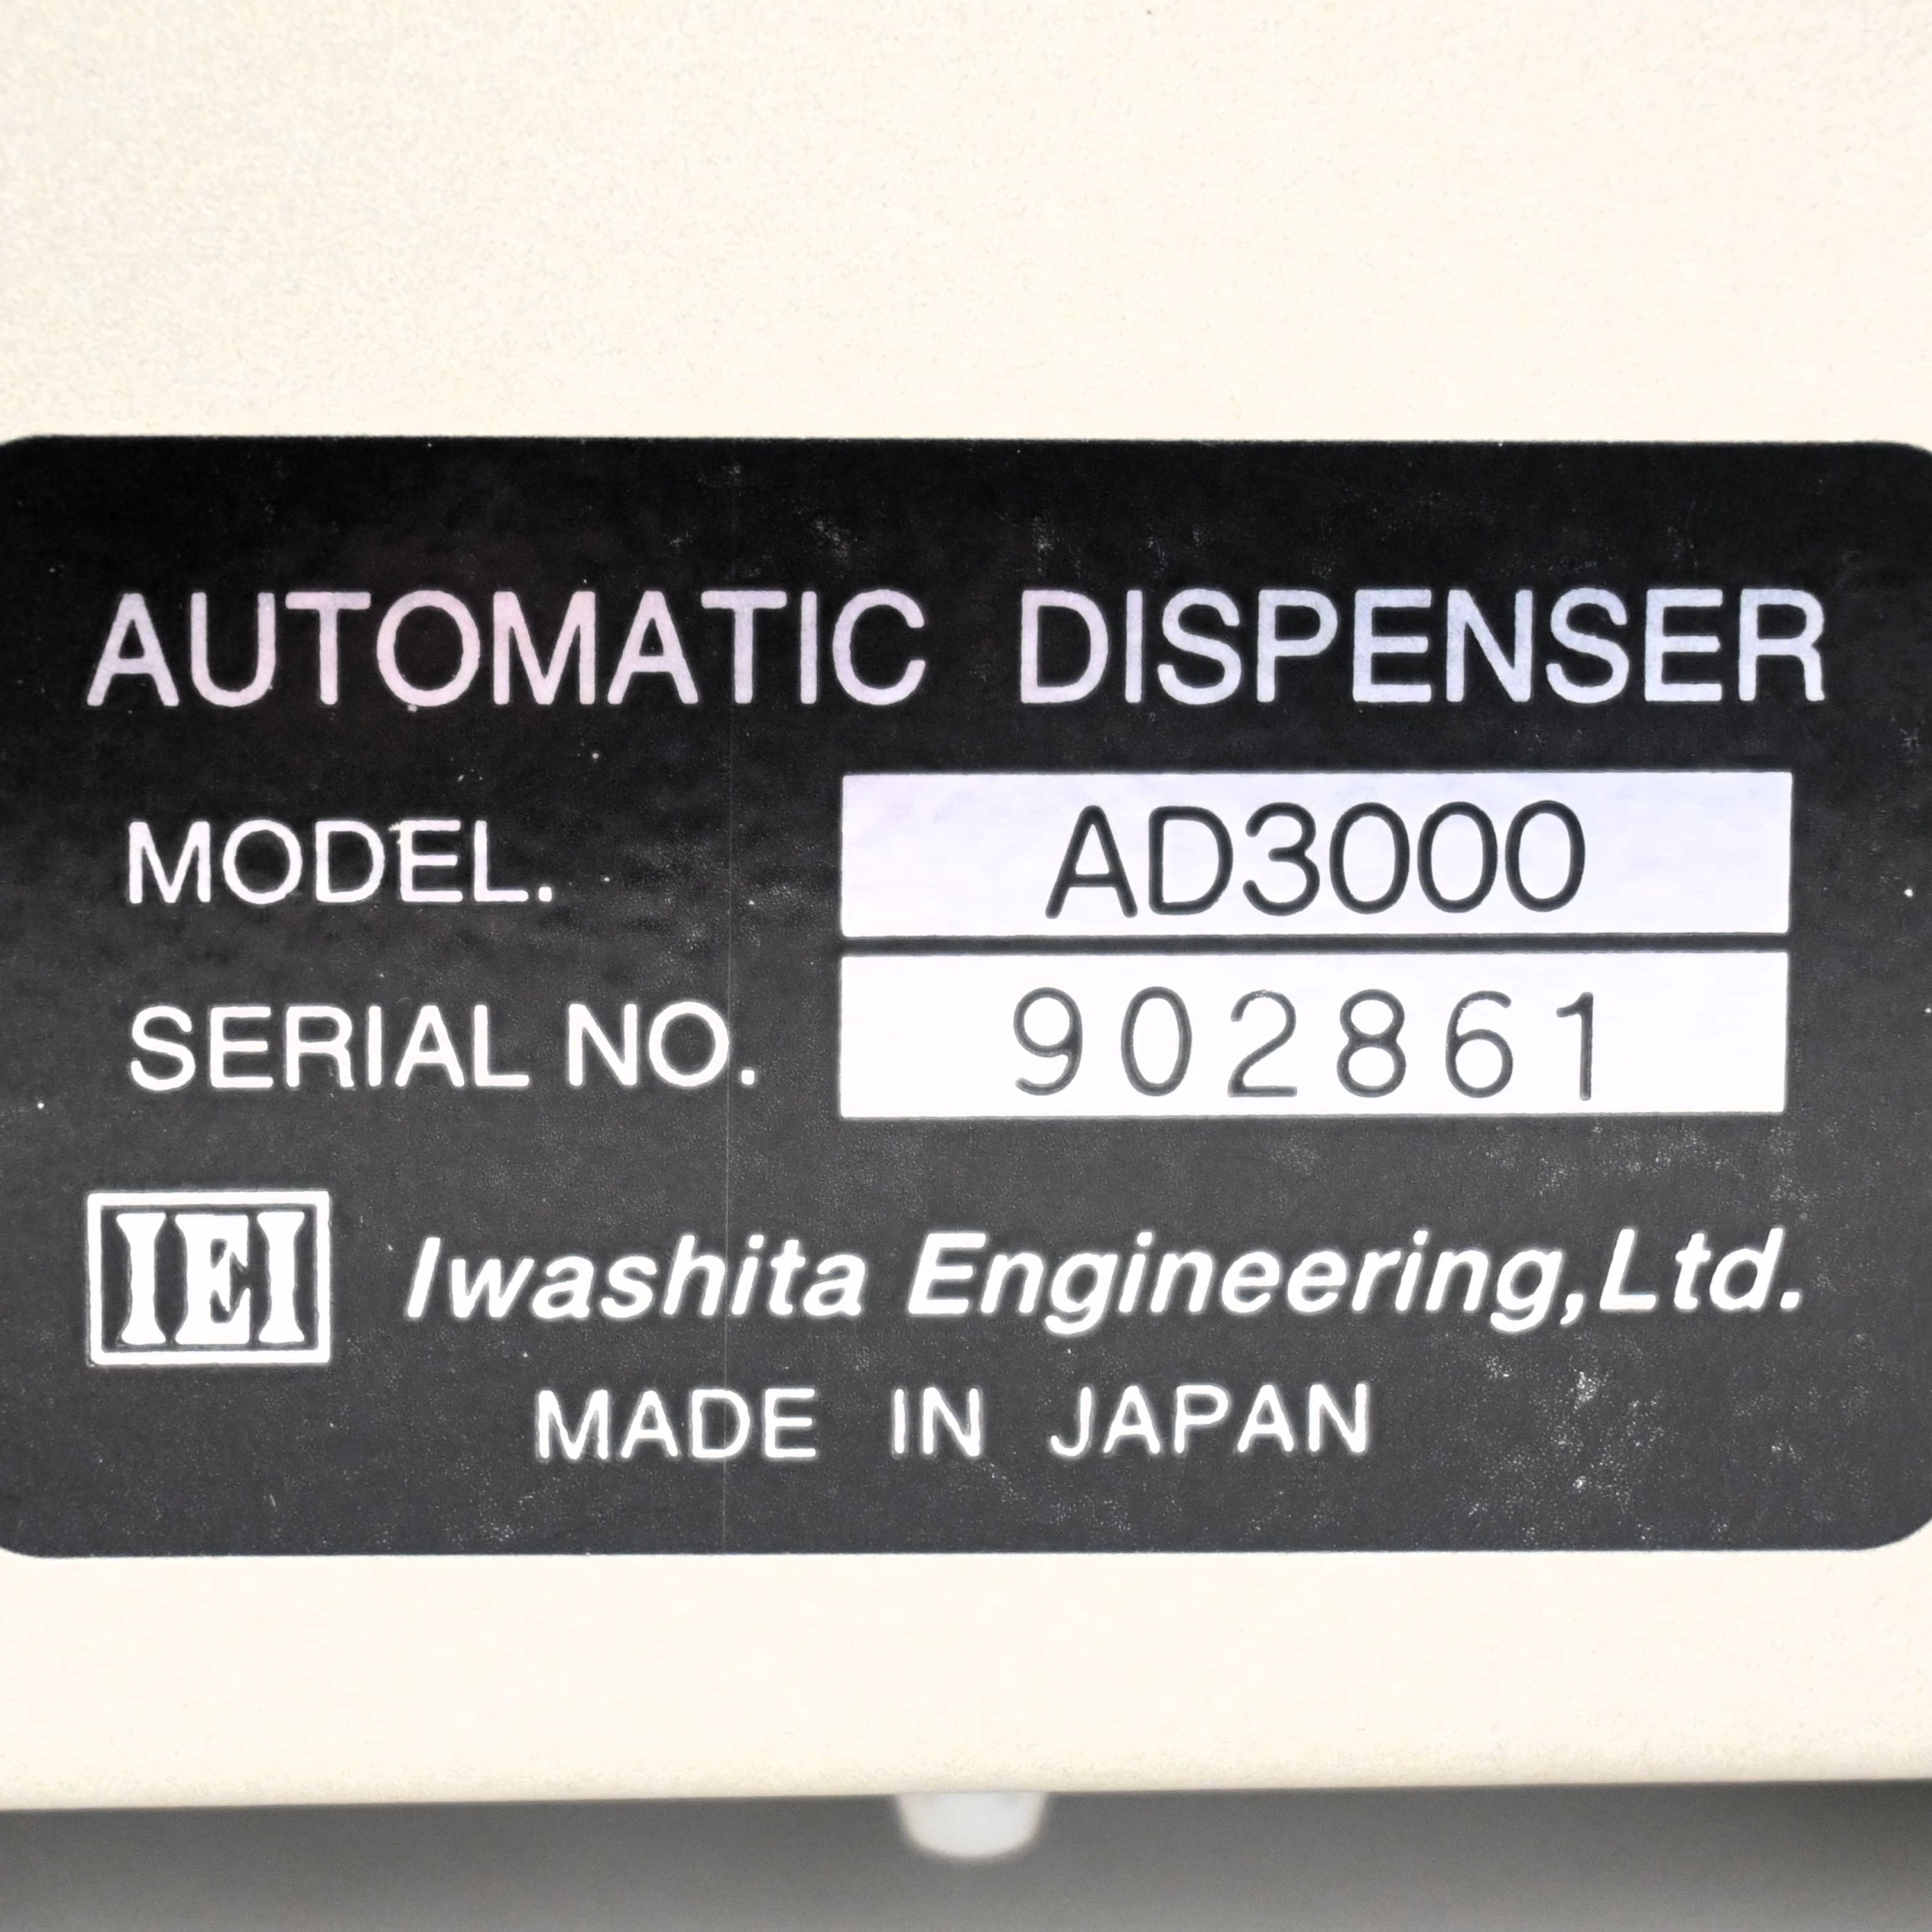 AUTOMATIC DISPENSER
MODEL. AD3000
SERIAL NO. 902861
IEI Iwashita Engineering,Ltd.
MADE IN JAPAN